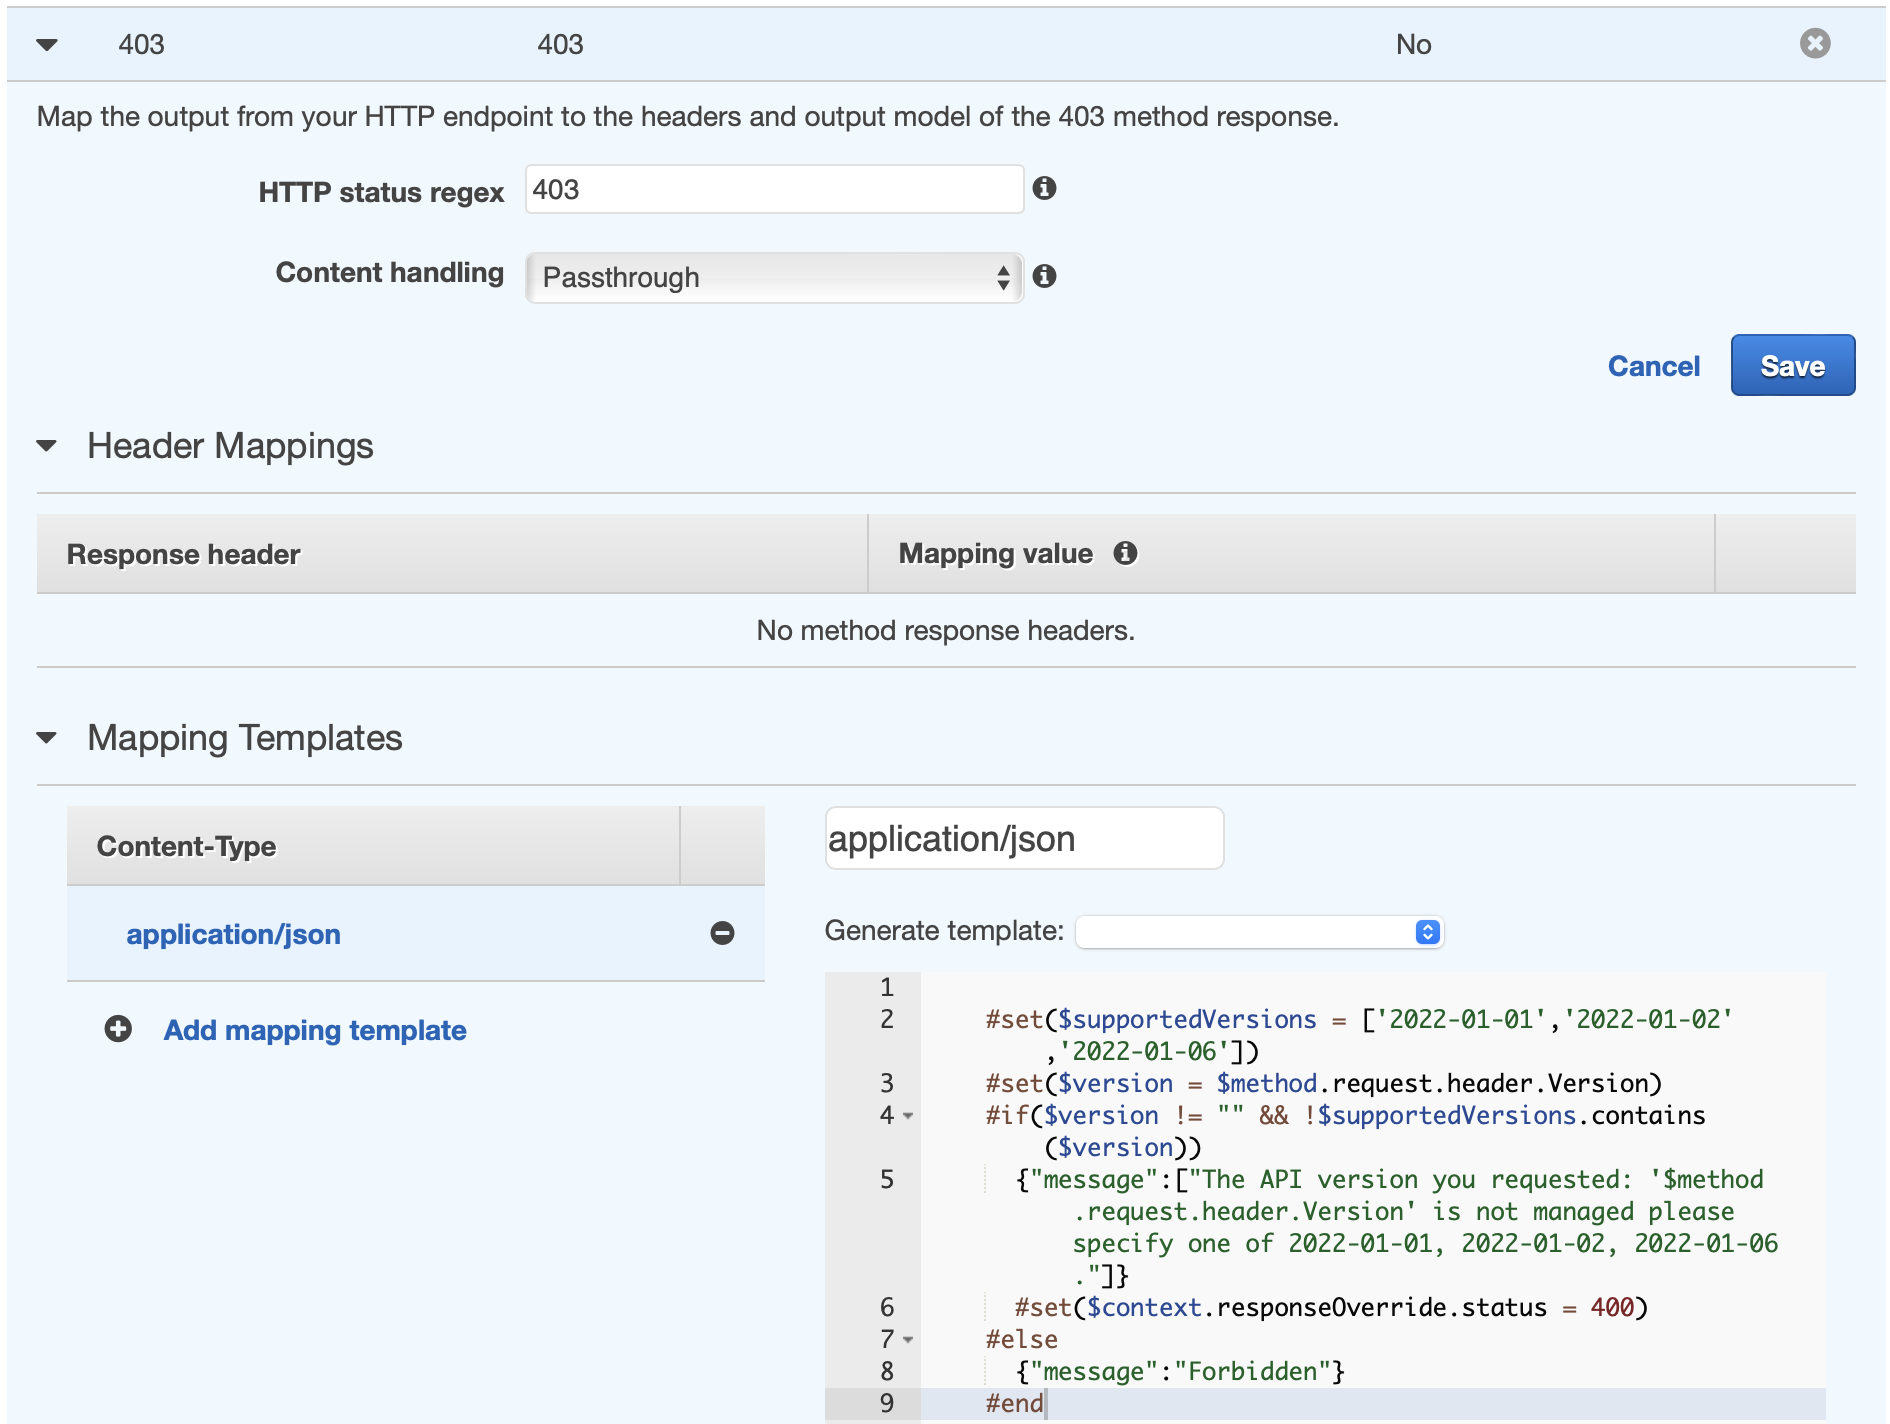 403 403 No
Map the output from your HTTP endpoint to the headers and output model of the 403 method response.
HTTP status regex 403
Content handling Passthrough
Cancel Save
Header Mappings
Response header Mapping value
No method response headers.
Mapping Templates
Content-Type
application/json
Add mapping template
application/json
Generate template:
1
2 #set($supportedVersions = ['2022-01-01','2022-01-02'
,'2022-01-06'])
3 #set($version = $method.request.header.Version)
4 #if($version != "" && !$supportedVersions.contains
($version))
5 {"message":["The API version you requested: '$method
.request.header.Version' is not managed please
specify one of 2022-01-01, 2022-01-02, 2022-01-06
."]}
6 #set($context.responseOverride.status = 400)
7 #else
8 {"message":"Forbidden"}
9 #end